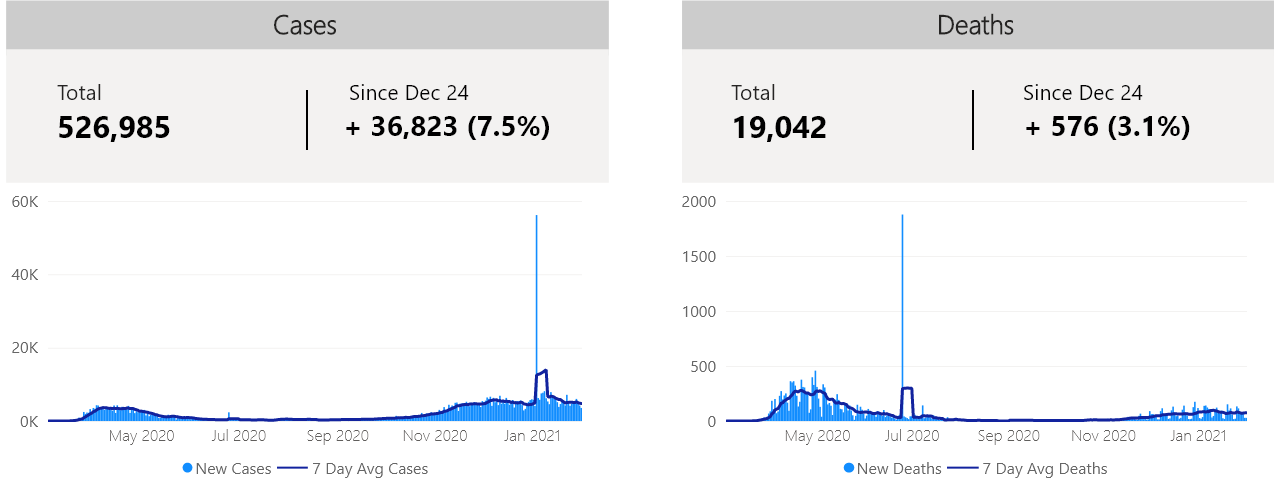 Cases
Total
526,985
Since Dec 24
+ 36,823 (7.5%)
60K
40K
20K
0K
May 2020 Jul 2020 Sep 2020 Nov 2020 Jan 2021
New Cases 7 Day Avg Cases
Deaths
Total
19,042
Since Dec 24
+ 576 (3.1%)
2000
1500
1000
500
0
May 2020 Jul 2020 Sep 2020 Nov 2020 Jan 2021
New Deaths 7 Day Avg Deaths